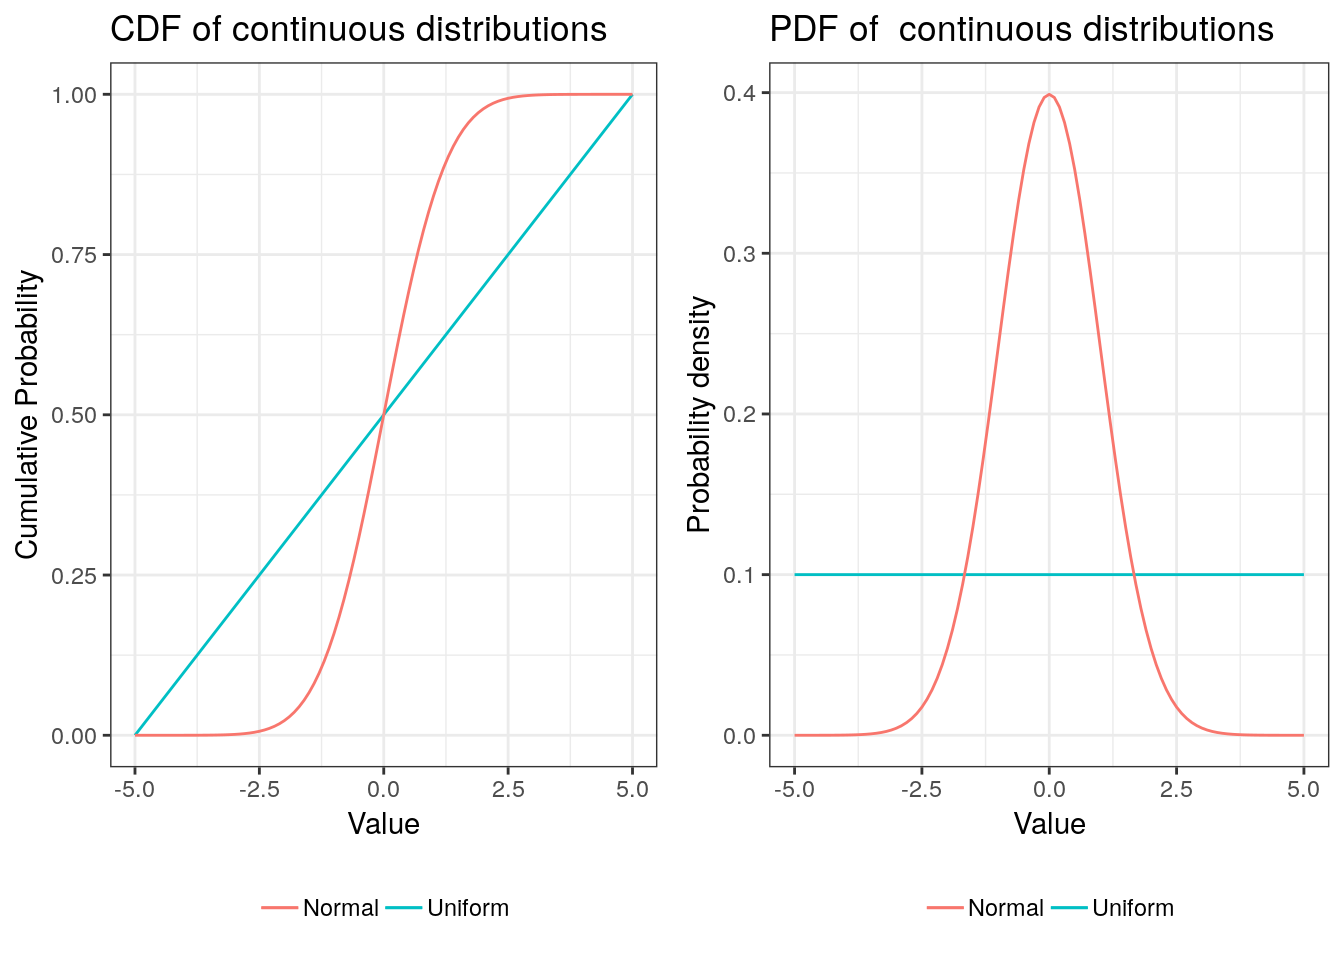 CDF of continuous distributions
1.00
0.75
0.50
0.25
0.00
Cumulative Probability
-5.0 -2.5 0.0 2.5 5.0
Value
Normal Uniform
PDF of  continuous distributions
0.4
0.3
0.2
0.1
0.0
Probability density
-5.0 -2.5 0.0 2.5 5.0
Value
Normal Uniform